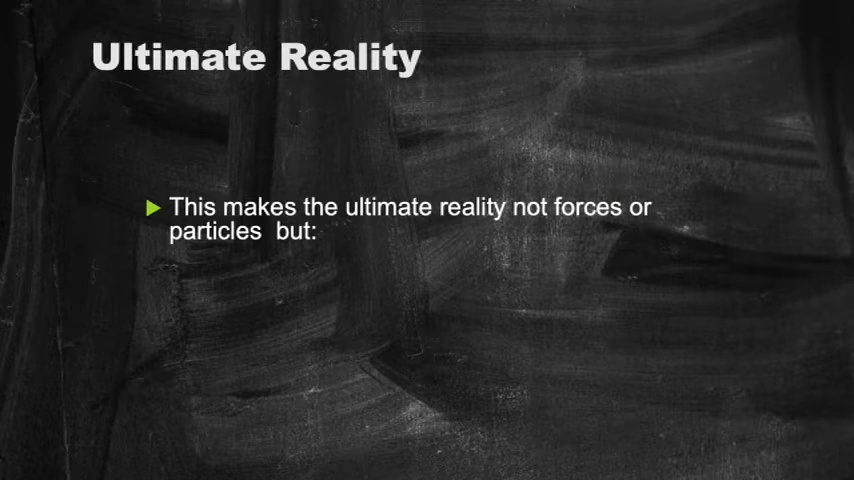 Ultimate Reality
This makes the ultimate reality not forces or
particles  but: